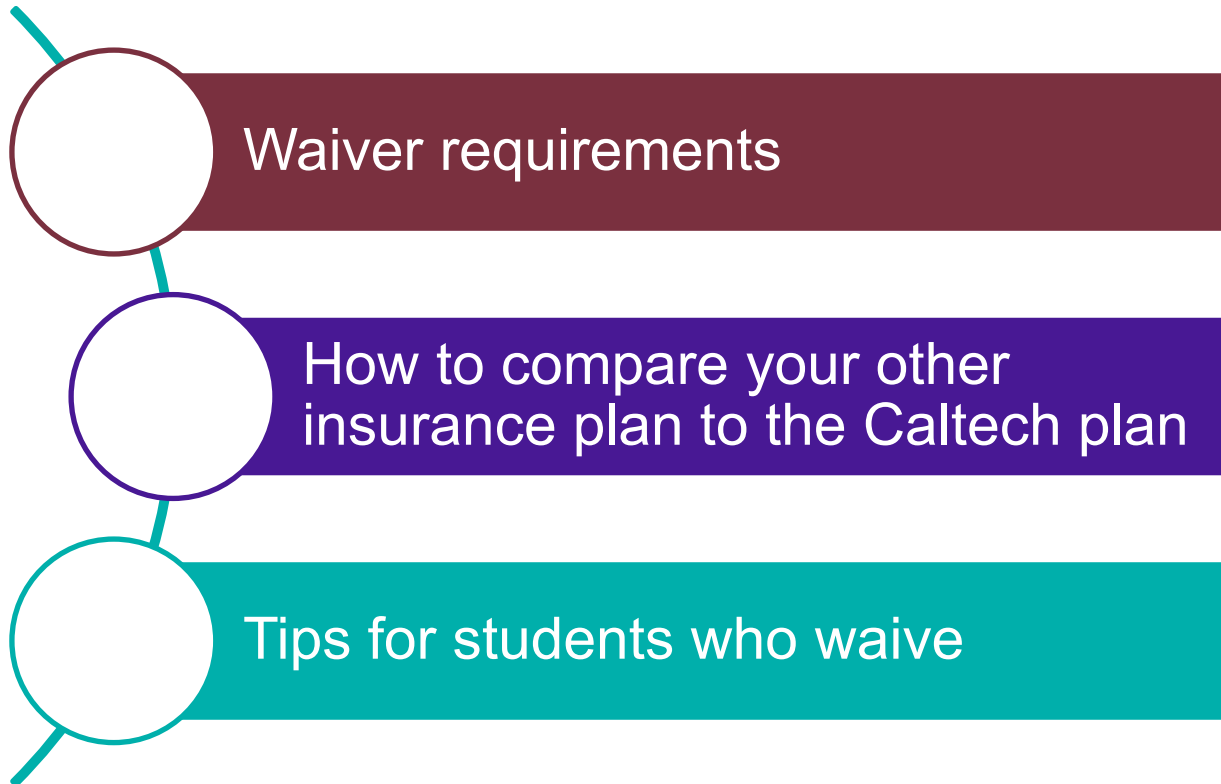 Waiver requirements
How to compare your other
insurance plan to the Caltech plan
Tips for students who waive